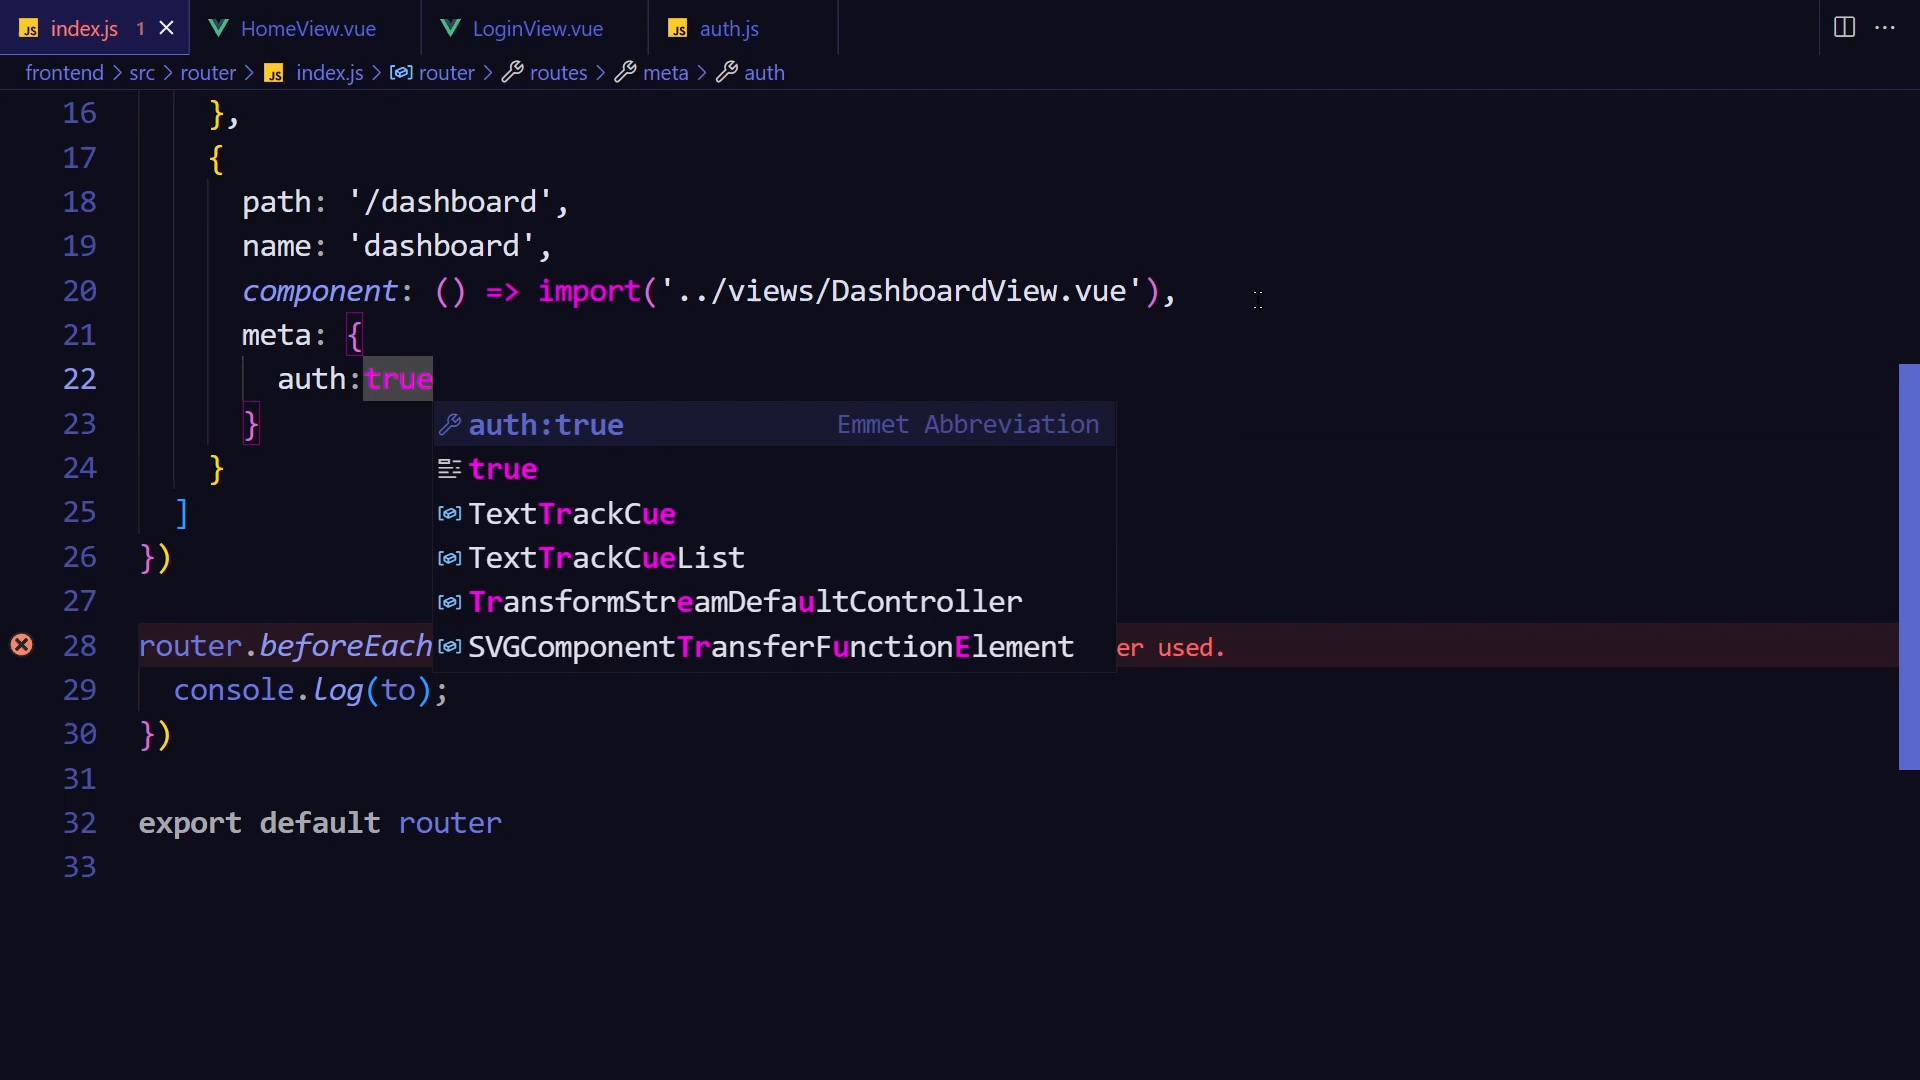 JS index.js 1 HomeView.vue LoginView.vue JS auth.js
frontend > src > router > JS index.js > router > routes > meta > auth
16 },
17 {
18 path: '/dashboard',
19 name: 'dashboard',
20 component: () => import('../views/DashboardView.vue'),
21 meta: {
22 auth:true
23 }
auth:true Emmet Abbreviation
24 }
true
25 ]
TextTrackCue
26 })
TextTrackCueList
27
TransformStreamDefaultController
28 router.beforeEach
SVGComponentTransferFunctionElement
er used.
29 console.log(to);
30 })
31
32 export default router
33